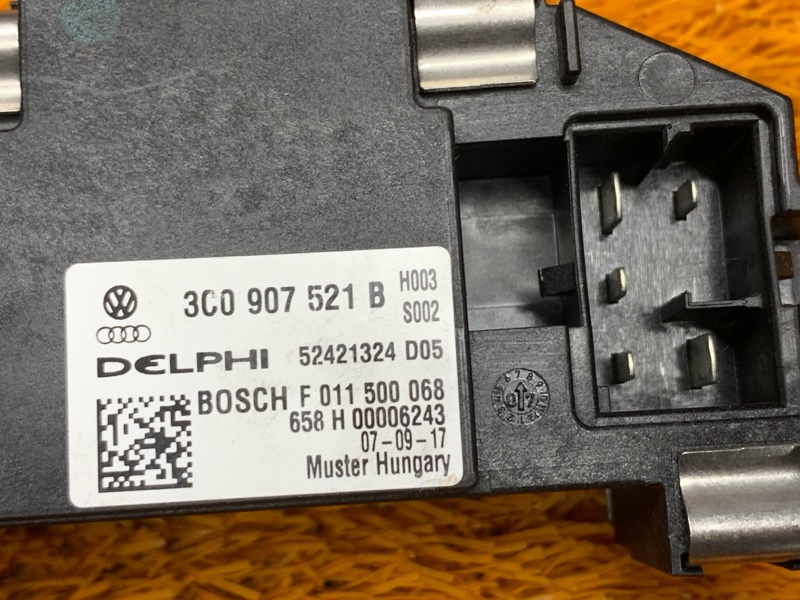 3C0 907 521 B H003
S002
DELPHI 52421324 D05
BOSCH F 011 500 068
658 H 00006243
07-09-17
Muster Hungary
07